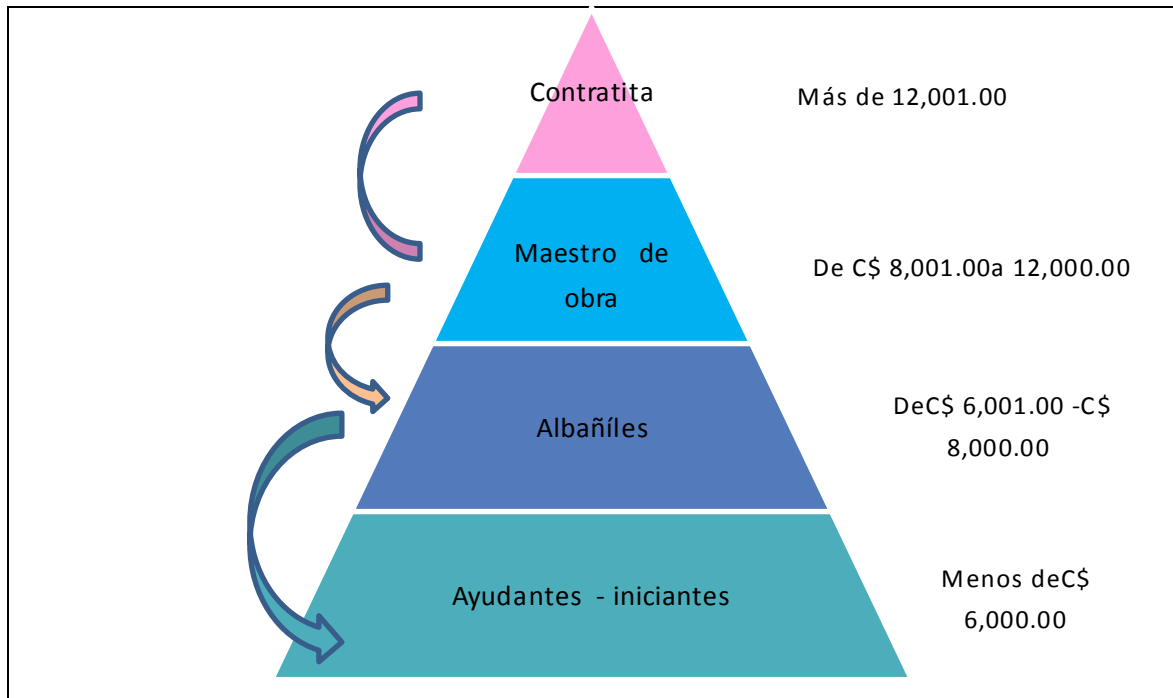 Contratita
Más de 12,001.00
Maestro de
obra
De C$ 8,001.00a 12,000.00
Albañíles
DeC$ 6,001.00 -C$
8,000.00
Ayudantes - iniciantes
Menos deC$
6,000.00